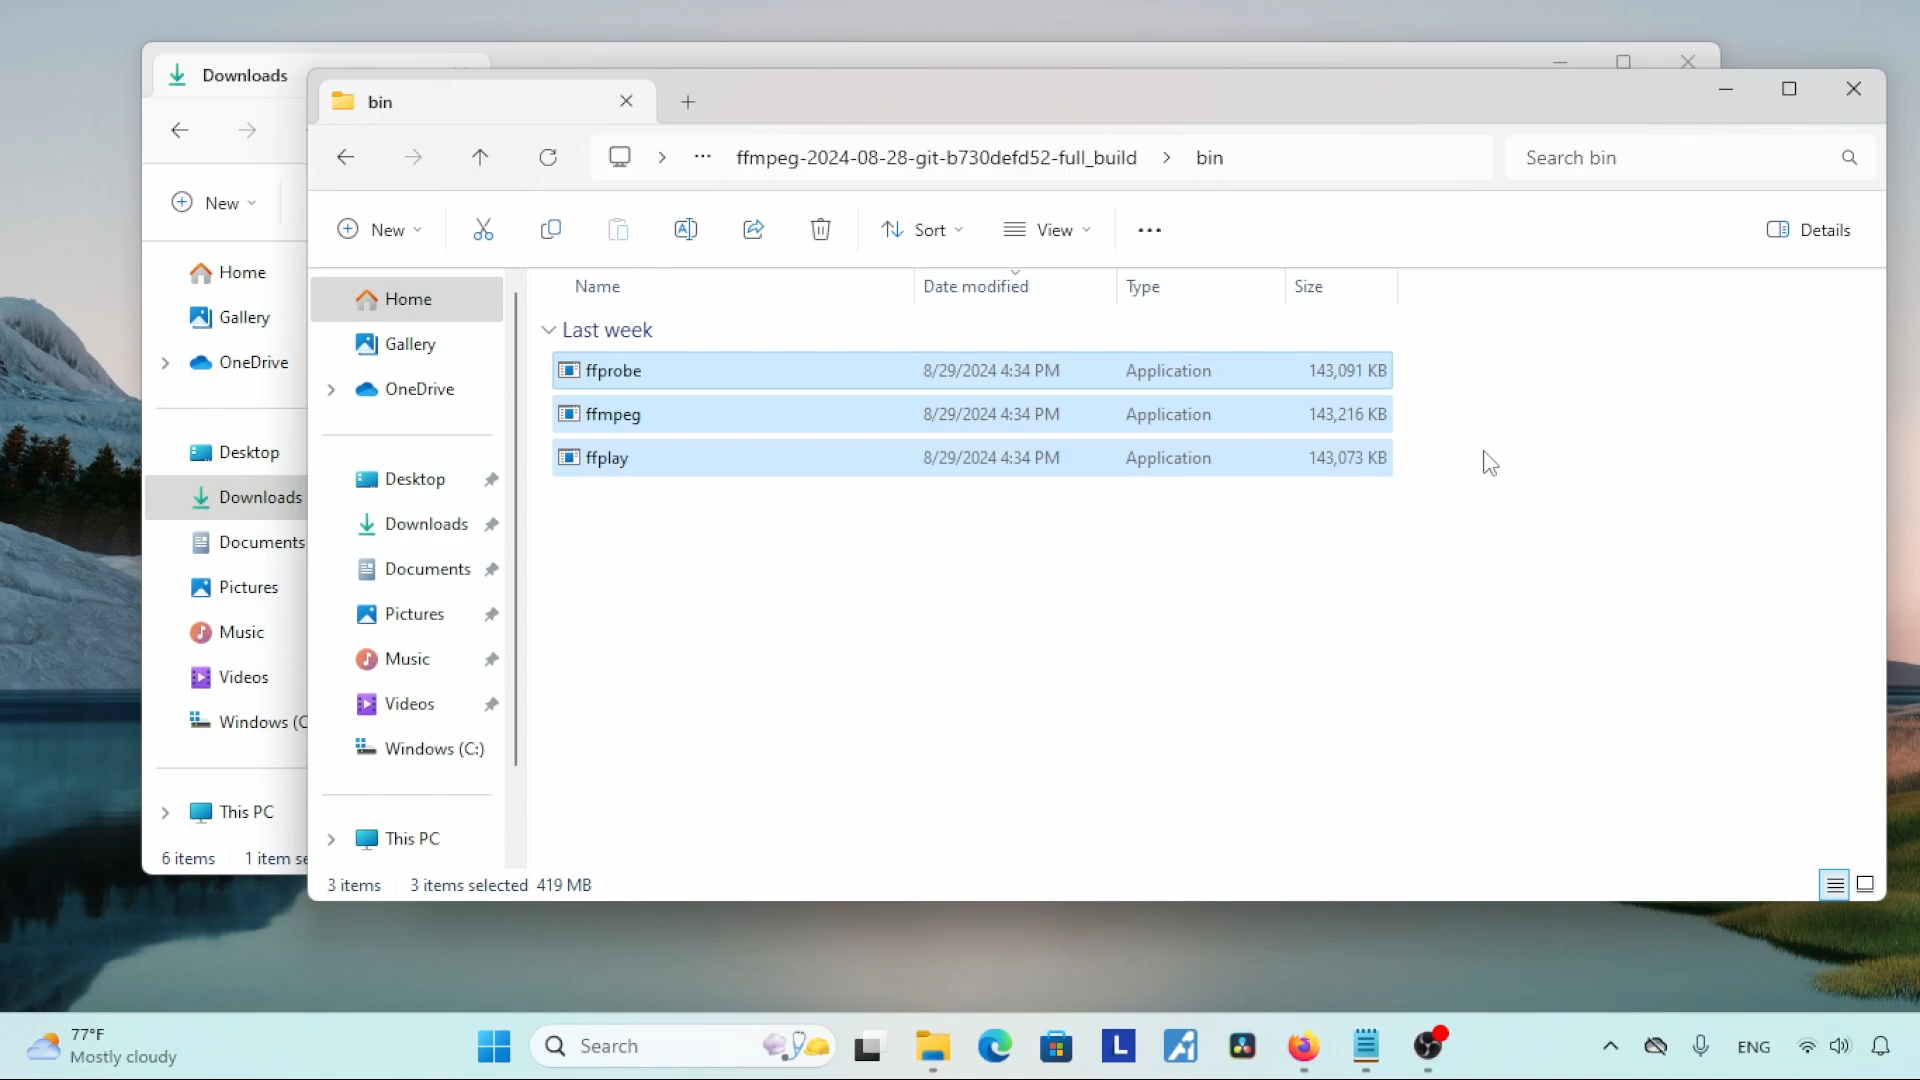 Downloads
bin
ffmpeg-2024-08-28-git-b730defd52-full_build
bin
Search bin
New
New
Sort
View
Details
Home
Gallery
OneDrive
Desktop
Downloads
Documents
Pictures
Music
Videos
Windows (C
This PC
6 items 1 item se
Home
Gallery
OneDrive
Desktop
Downloads
Documents
Pictures
Music
Videos
Windows (C:)
This PC
Name Date modified Type Size
Last week
ffprobe 8/29/2024 4:34 PM Application 143,091 KB
ffmpeg 8/29/2024 4:34 PM Application 143,216 KB
ffplay 8/29/2024 4:34 PM Application 143,073 KB
3 items 3 items selected 419 MB
77°F
Mostly cloudy
Search
L
ENG